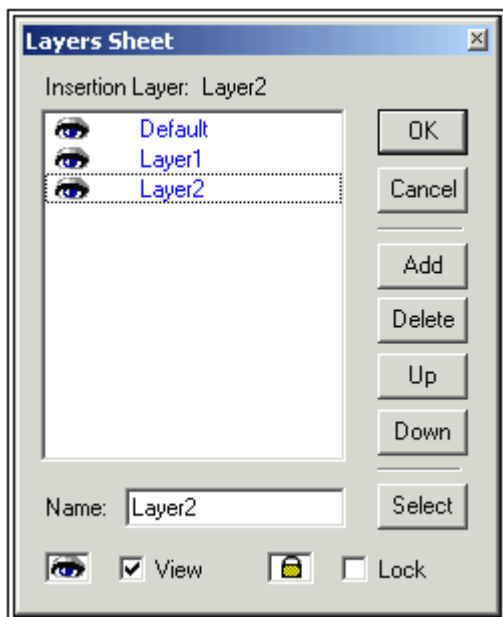 Layers Sheet
Insertion Layer: Layer2
Default
Layer1
Layer2
OK
Cancel
Add
Delete
Up
Down
Name: Layer2
Select
View
Lock